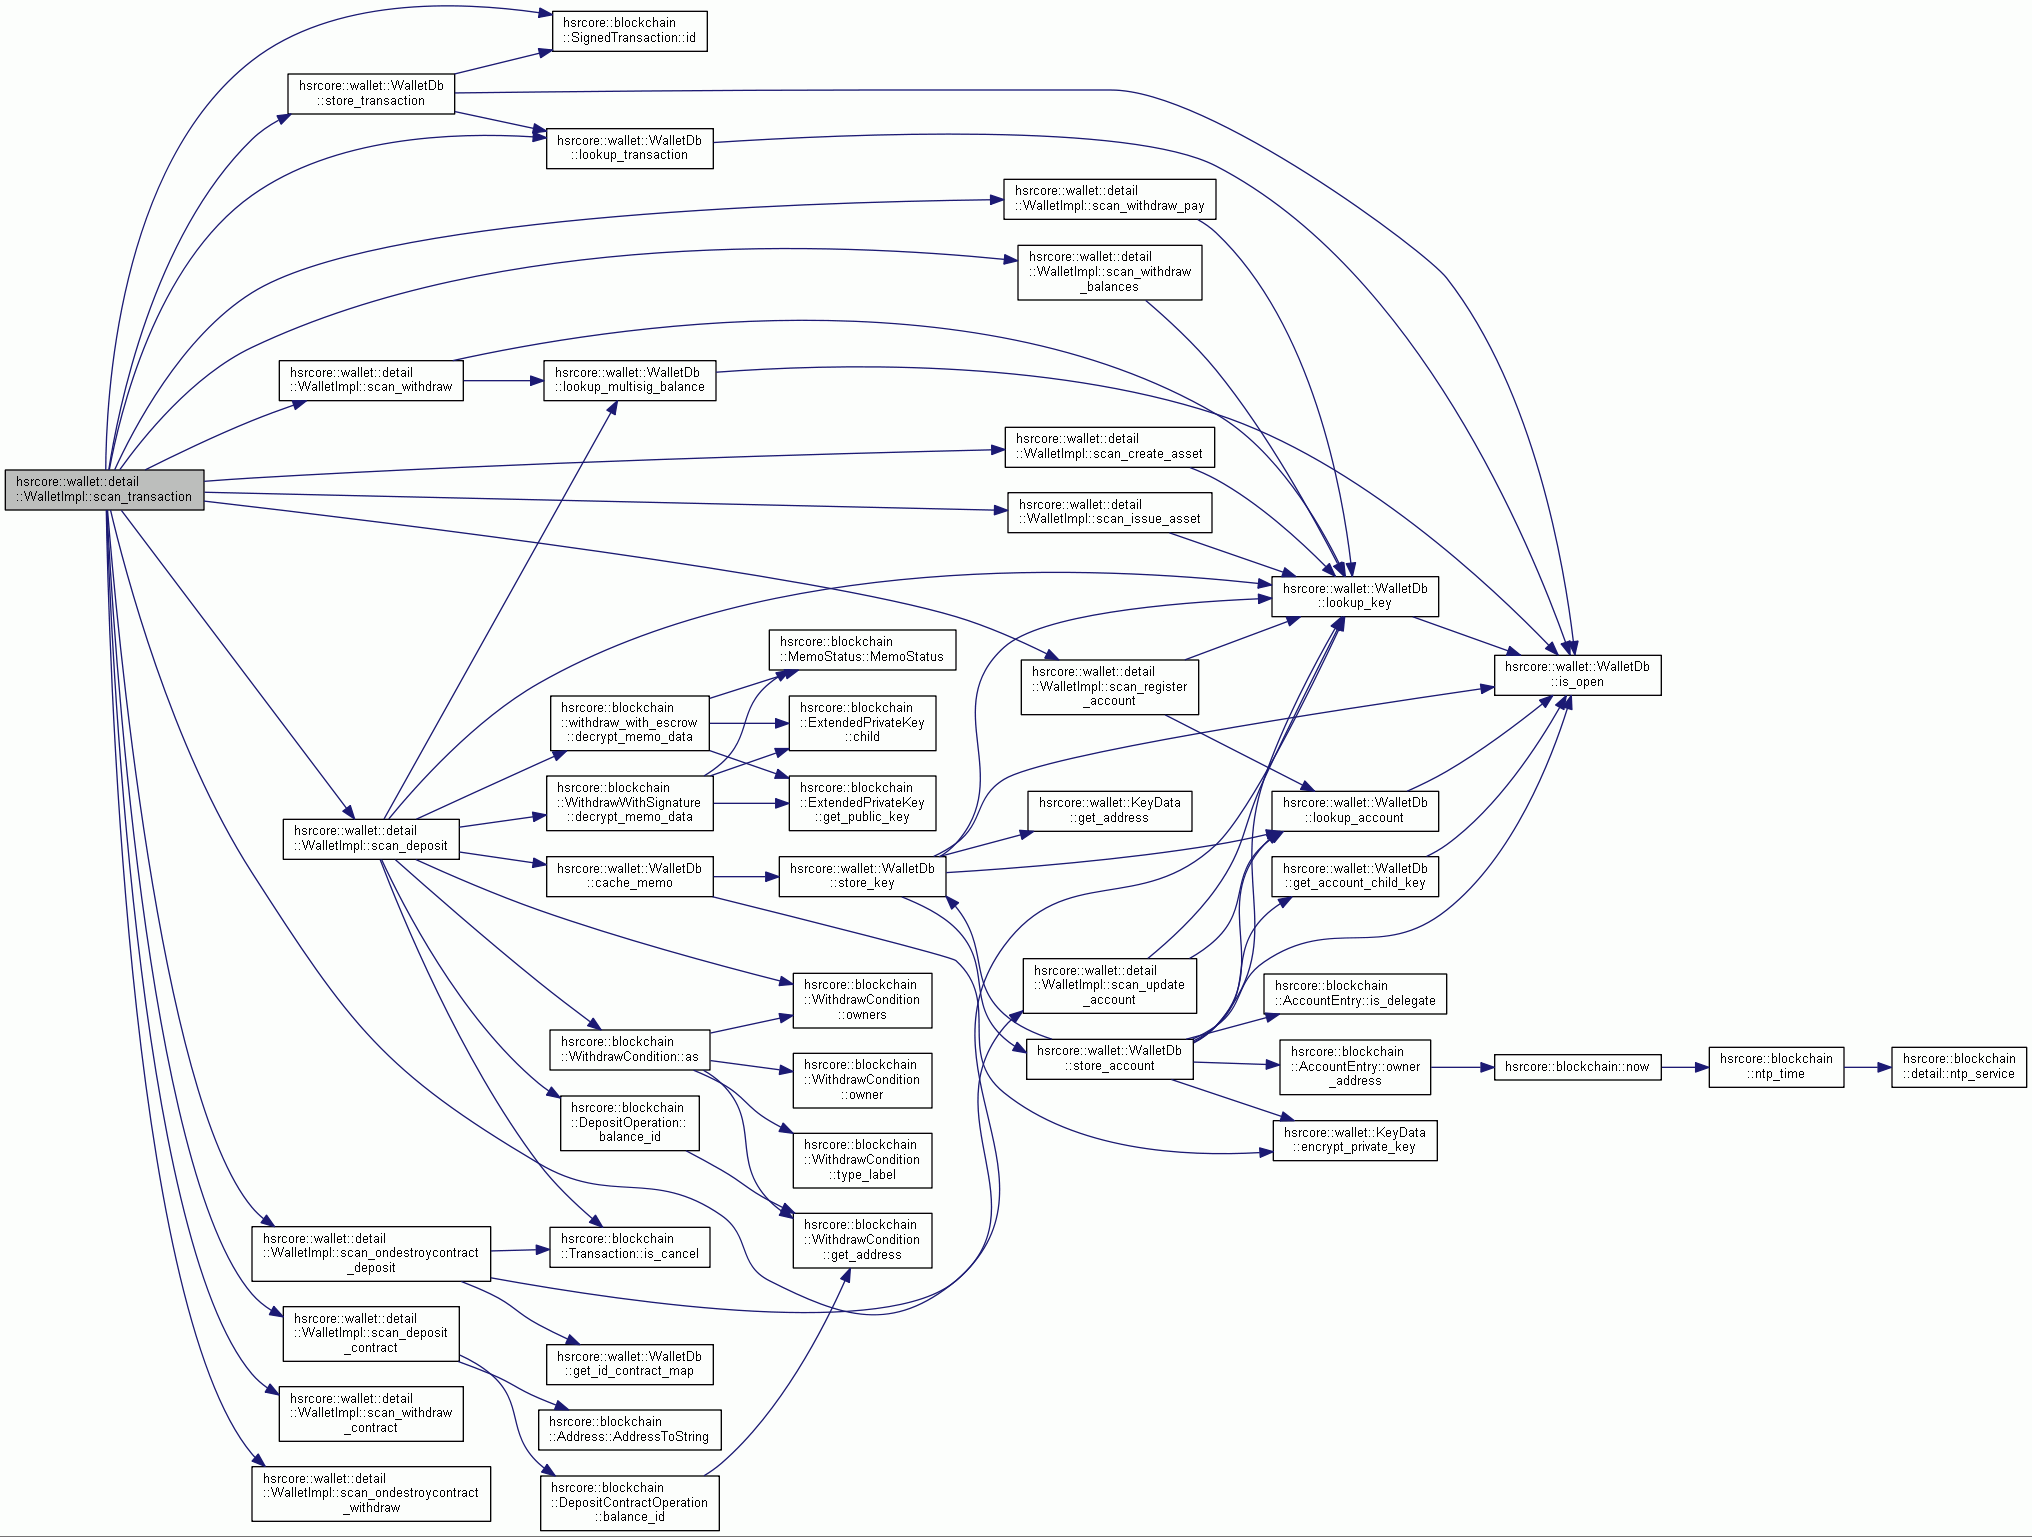 hsrcore::blockchain
::SignedTransaction::id
hsrcore::wallet::WalletDb
::store_transaction
hsrcore::wallet::WalletDb
::lookup_transaction
hsrcore::wallet::detail
::WalletImpl::scan_withdraw_pay
hsrcore::wallet::detail
::WalletImpl::scan_withdraw
_balances
hsrcore::wallet::detail
::WalletImpl::scan_withdraw
hsrcore::wallet::WalletDb
::lookup_multisig_balance
hsrcore::wallet::detail
::WalletImpl::scan_create_asset
hsrcore::wallet::detail
::WalletImpl::scan_transaction
hsrcore::wallet::detail
::WalletImpl::scan_issue_asset
hsrcore::wallet::WalletDb
::lookup_key
hsrcore::blockchain
::MemoStatus::MemoStatus
hsrcore::wallet::detail
::WalletImpl::scan_register
_account
hsrcore::wallet::WalletDb
::is_open
hsrcore::blockchain
::withdraw_with_escrow
::decrypt_memo_data
hsrcore::blockchain
::ExtendedPrivateKey
::child
hsrcore::blockchain
::WithdrawWithSignature
::decrypt_memo_data
hsrcore::blockchain
::ExtendedPrivateKey
::get_public_key
hsrcore::wallet::KeyData
::get_address
hsrcore::wallet::WalletDb
::lookup_account
hsrcore::wallet::detail
::WalletImpl::scan_deposit
hsrcore::wallet::WalletDb
::cache_memo
hsrcore::wallet::WalletDb
::store_key
hsrcore::wallet::WalletDb
::get_account_child_key
hsrcore::blockchain
::WithdrawCondition
::owners
hsrcore::wallet::detail
::WalletImpl::scan_update
_account
hsrcore::blockchain
::AccountEntry::is_delegate
hsrcore::blockchain
::WithdrawCondition::as
hsrcore::blockchain
::WithdrawCondition
::owner
hsrcore::wallet::WalletDb
::store_account
hsrcore::blockchain
::AccountEntry::owner
_address
hsrcore::blockchain::now
hsrcore::blockchain
::ntp_time
hsrcore::blockchain
::detail::ntp_service
hsrcore::blockchain
::DepositOperation::
balance_id
hsrcore::blockchain
::WithdrawCondition
::type_label
hsrcore::wallet::KeyData
::encrypt_private_key
hsrcore::wallet::detail
::WalletImpl::scan_ondestroycontract
_deposit
hsrcore::blockchain
::Transaction::is_cancel
hsrcore::blockchain
::WithdrawCondition
::get_address
hsrcore::wallet::detail
::WalletImpl::scan_deposit
_contract
hsrcore::wallet::WalletDb
::get_id_contract_map
hsrcore::wallet::detail
::WalletImpl::scan_withdraw
_contract
hsrcore::blockchain
::Address::AddressToString
hsrcore::wallet::detail
::WalletImpl::scan_ondestroycontract
_withdraw
hsrcore::blockchain
::DepositContractOperation
::balance_id